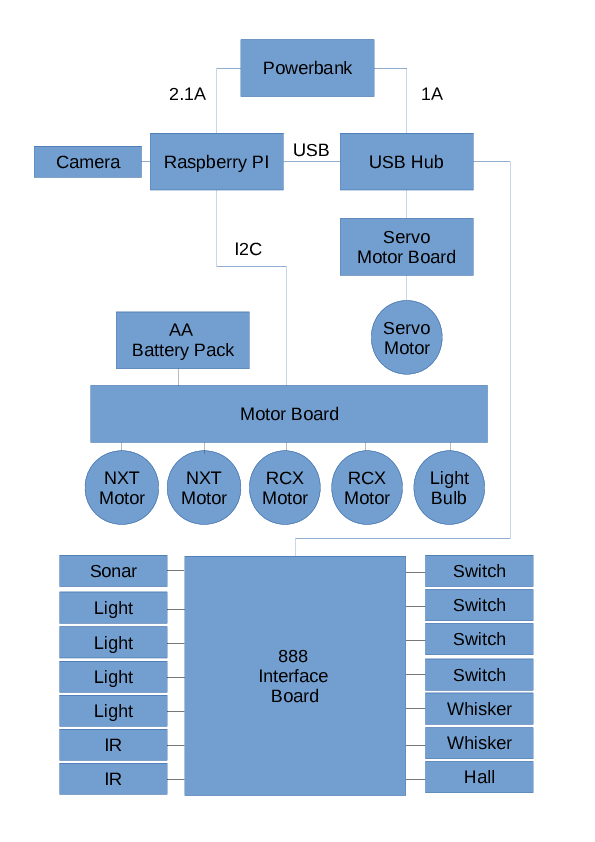 Powerbank
2.1A
1A
Camera
Raspberry PI
USB
USB Hub
I2C
Servo
Motor Board
Servo
Motor
AA
Battery Pack
Motor Board
NXT
Motor
NXT
Motor
RCX
Motor
RCX
Motor
Light
Bulb
Sonar
Light
Light
Light
Light
IR
IR
888
Interface
Board
Switch
Switch
Switch
Switch
Whisker
Whisker
Hall